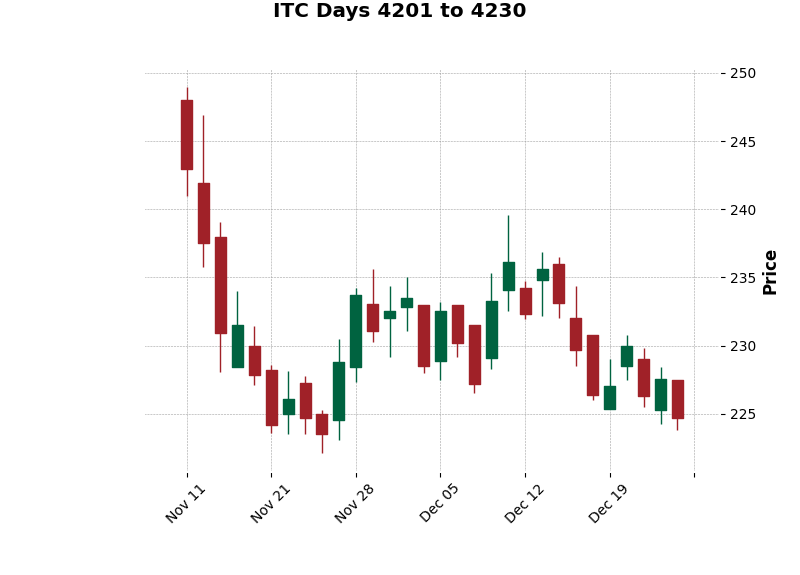 ITC Days 4201 to 4230
250
245
240
235
230
225
Price
Nov 11
Nov 21
Nov 28
Dec 05
Dec 12
Dec 19